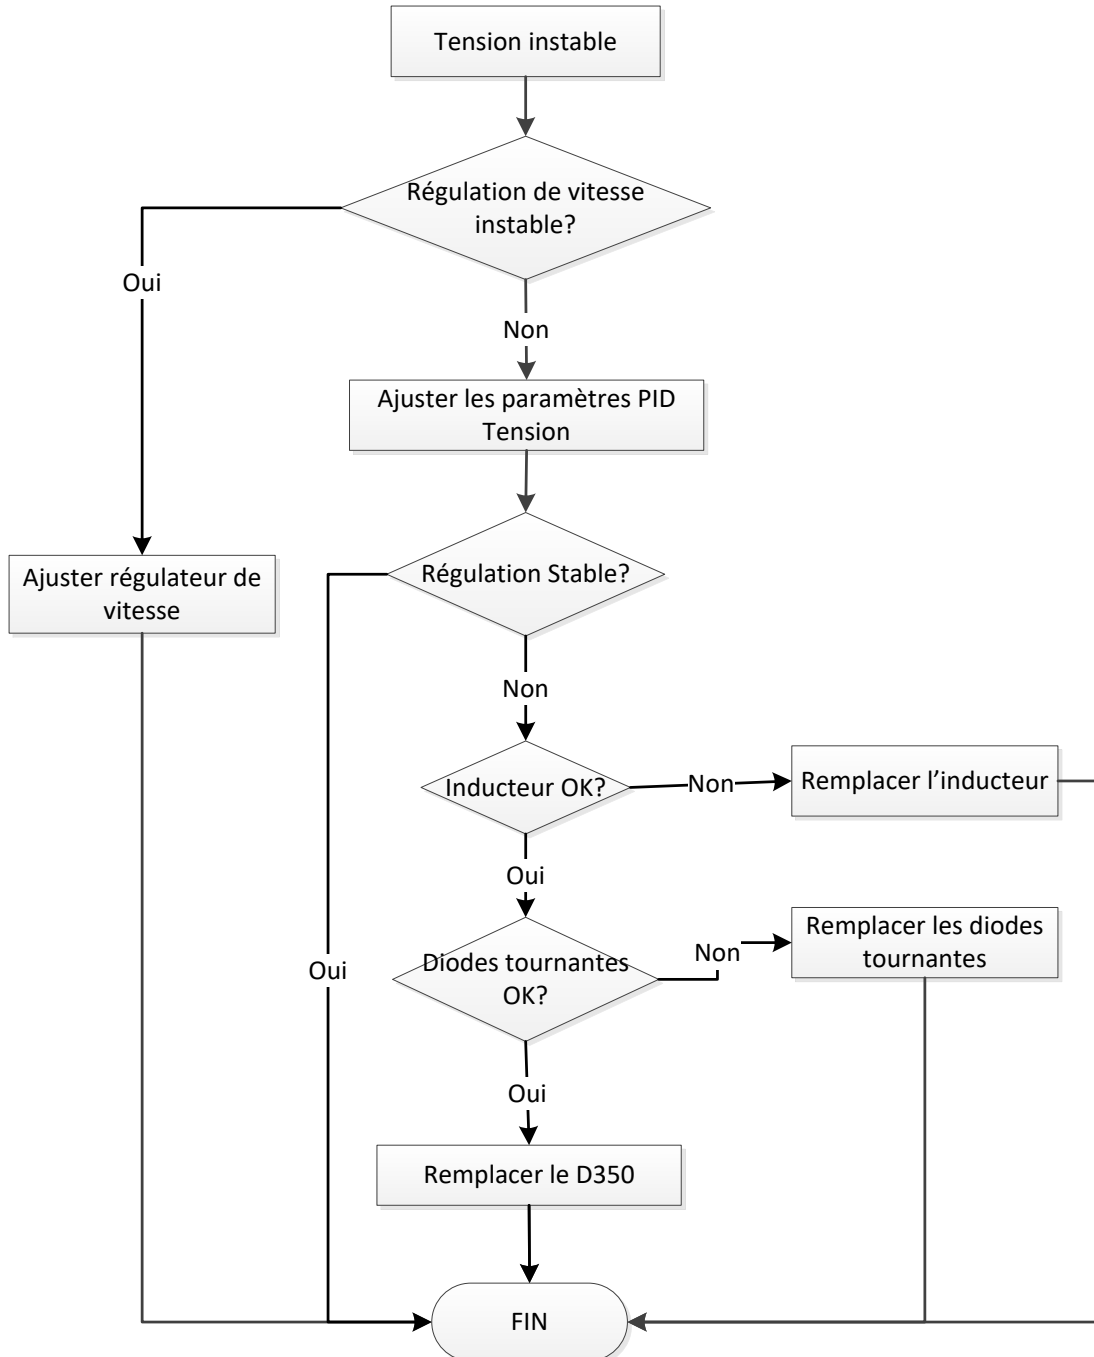 Tension instable
Régulation de vitesse
instable?
Oui
Non
Ajuster les paramètres PID
Tension
Ajuster régulateur de
vitesse
Régulation Stable?
Non
Inducteur OK?
Non
Remplacer l’inducteur
Oui
Diodes tournantes
OK?
Non
Remplacer les diodes
tournantes
Oui
Oui
Remplacer le D350
FIN